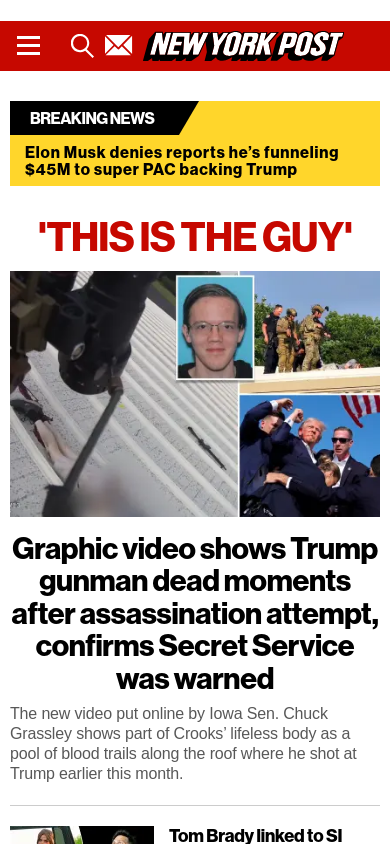 NEW YORK POST
BREAKING NEWS
Elon Musk denies reports he's funneling
$45M to super PAC backing Trump
'THIS IS THE GUY'
Graphic video shows Trump
gunman dead moments
after assassination attempt,
confirms Secret Service
was warned
The new video put online by Iowa Sen. Chuck
Grassley shows part of Crooks' lifeless body as a
pool of blood trails along the roof where he shot at
Trump earlier this month.
Tom Brady linked to SI